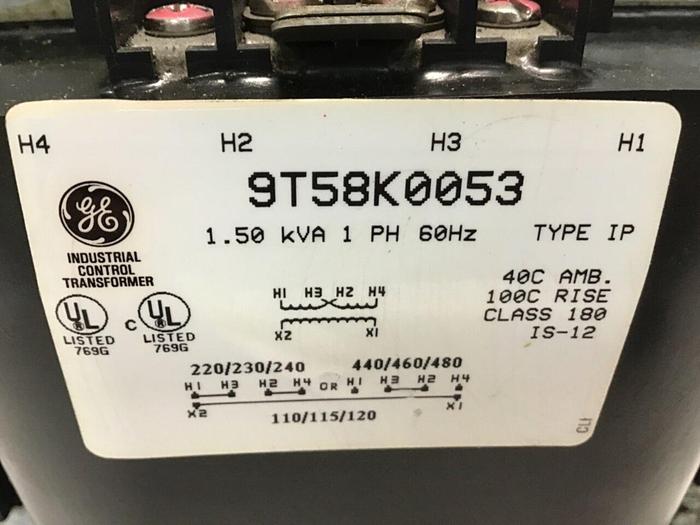 H4 H2 H3 H1
9T58K0053
1.50 kVA 1 PH 60Hz TYPE IP
GE
INDUSTRIAL
CONTROL
TRANSFORMER
40C AMB.
100C RISE
CLASS 180
IS-12
H1 H3 H2 H4
X2 X1
UL
LISTED
769G
C
UL
LISTED
769G
220/230/240 440/460/480
H1 H3 H2 H4 OR H1 H3 H2 H4
X2 X1
110/115/120